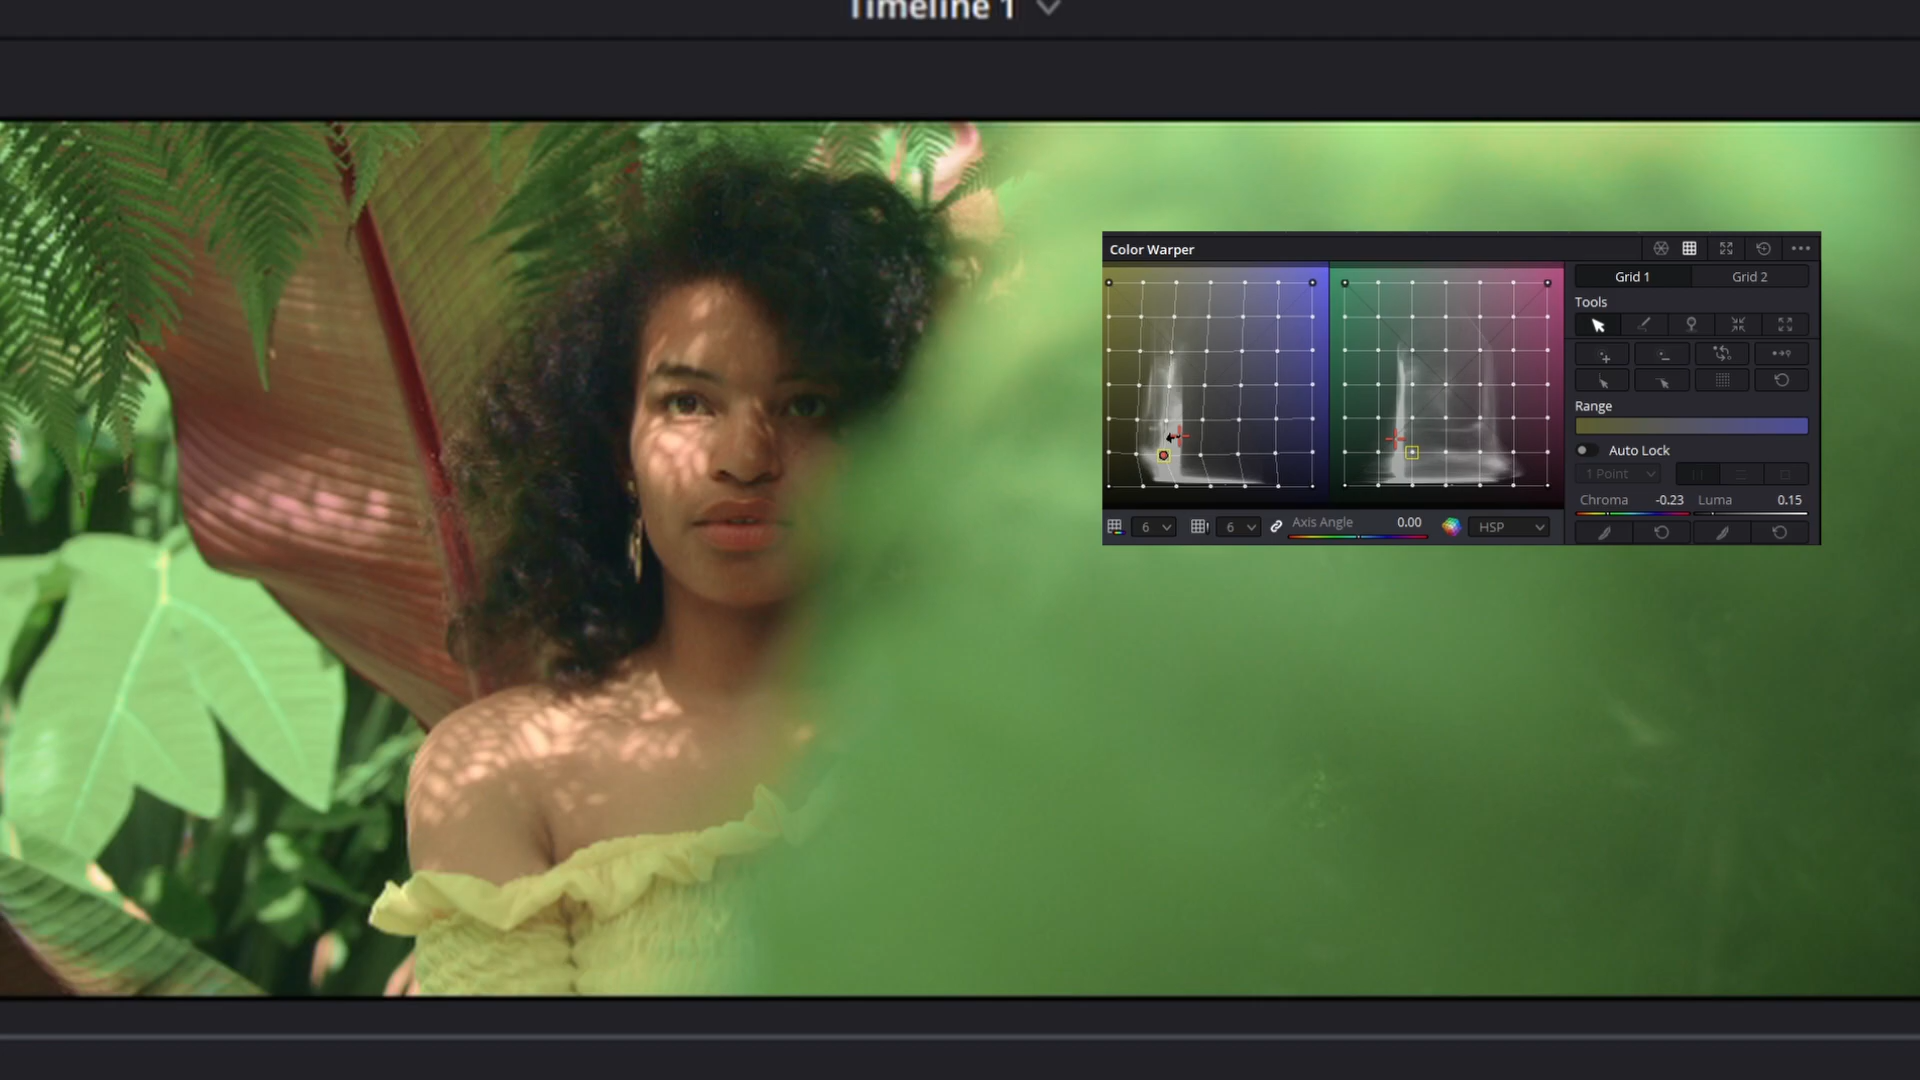 Timeline 1
Color Warper
Grid 1 Grid 2
Tools
Range
Auto Lock
1 Point
Chroma -0.23 Luma 0.15
6 6 Axis Angle 0.00 HSP